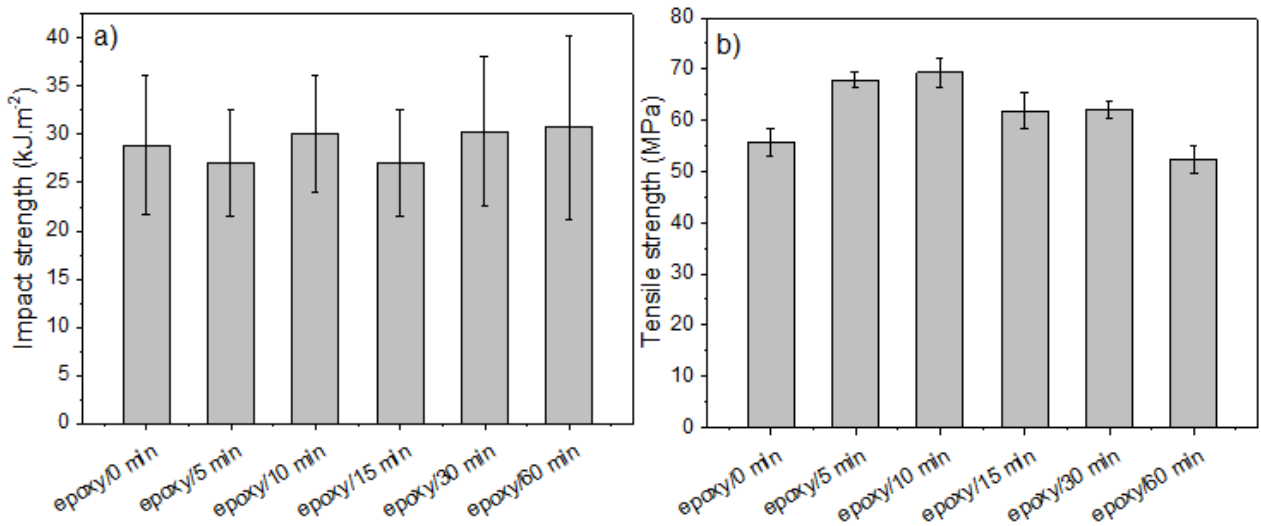 a)
Impact strength (kJ.m⁻²)
40
35
30
25
20
15
10
5
0
epoxy/0 min
epoxy/5 min
epoxy/10 min
epoxy/15 min
epoxy/30 min
epoxy/60 min
b)
Tensile strength (MPa)
80
70
60
50
40
30
20
10
0
epoxy/0 min
epoxy/5 min
epoxy/10 min
epoxy/15 min
epoxy/30 min
epoxy/60 min